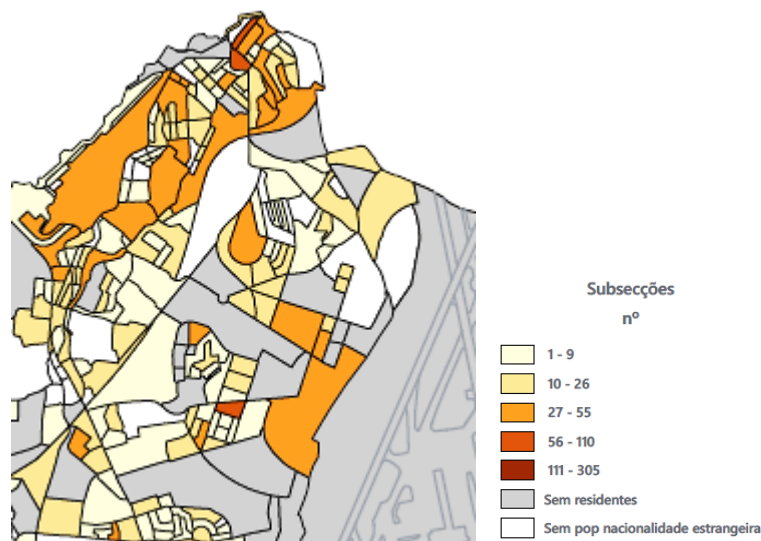 Subsecções
nº
1 - 9
10 - 26
27 - 55
56 - 110
111 - 305
Sem residentes
Sem pop nacionalidade estrangeira